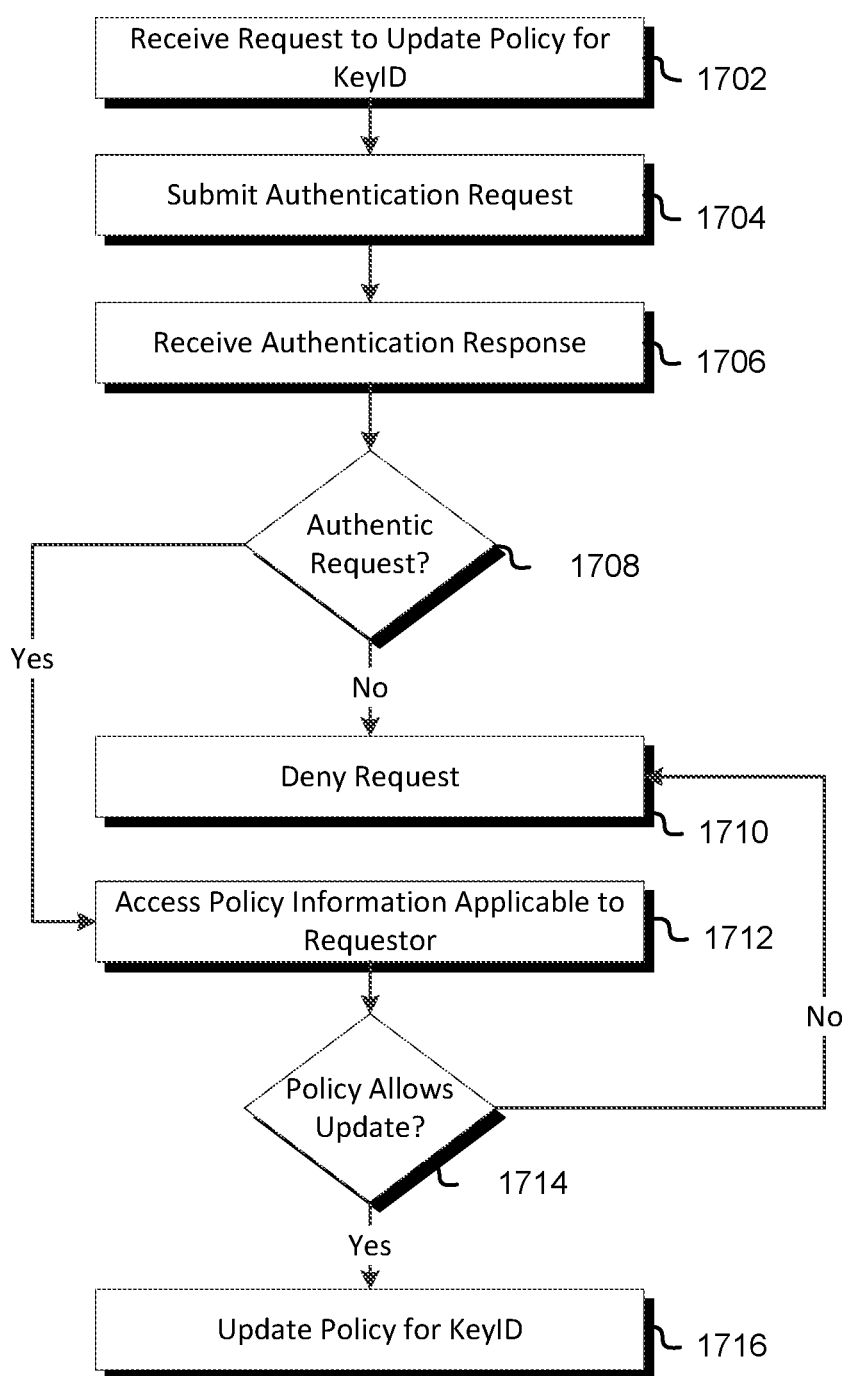 Receive Request to Update Policy for
KeyID
1702
Submit Authentication Request
1704
Receive Authentication Response
1706
Authentic
Request?
1708
Yes
No
Deny Request
1710
Access Policy Information Applicable to
Requestor
1712
No
Policy Allows
Update?
1714
Yes
Update Policy for KeyID
1716